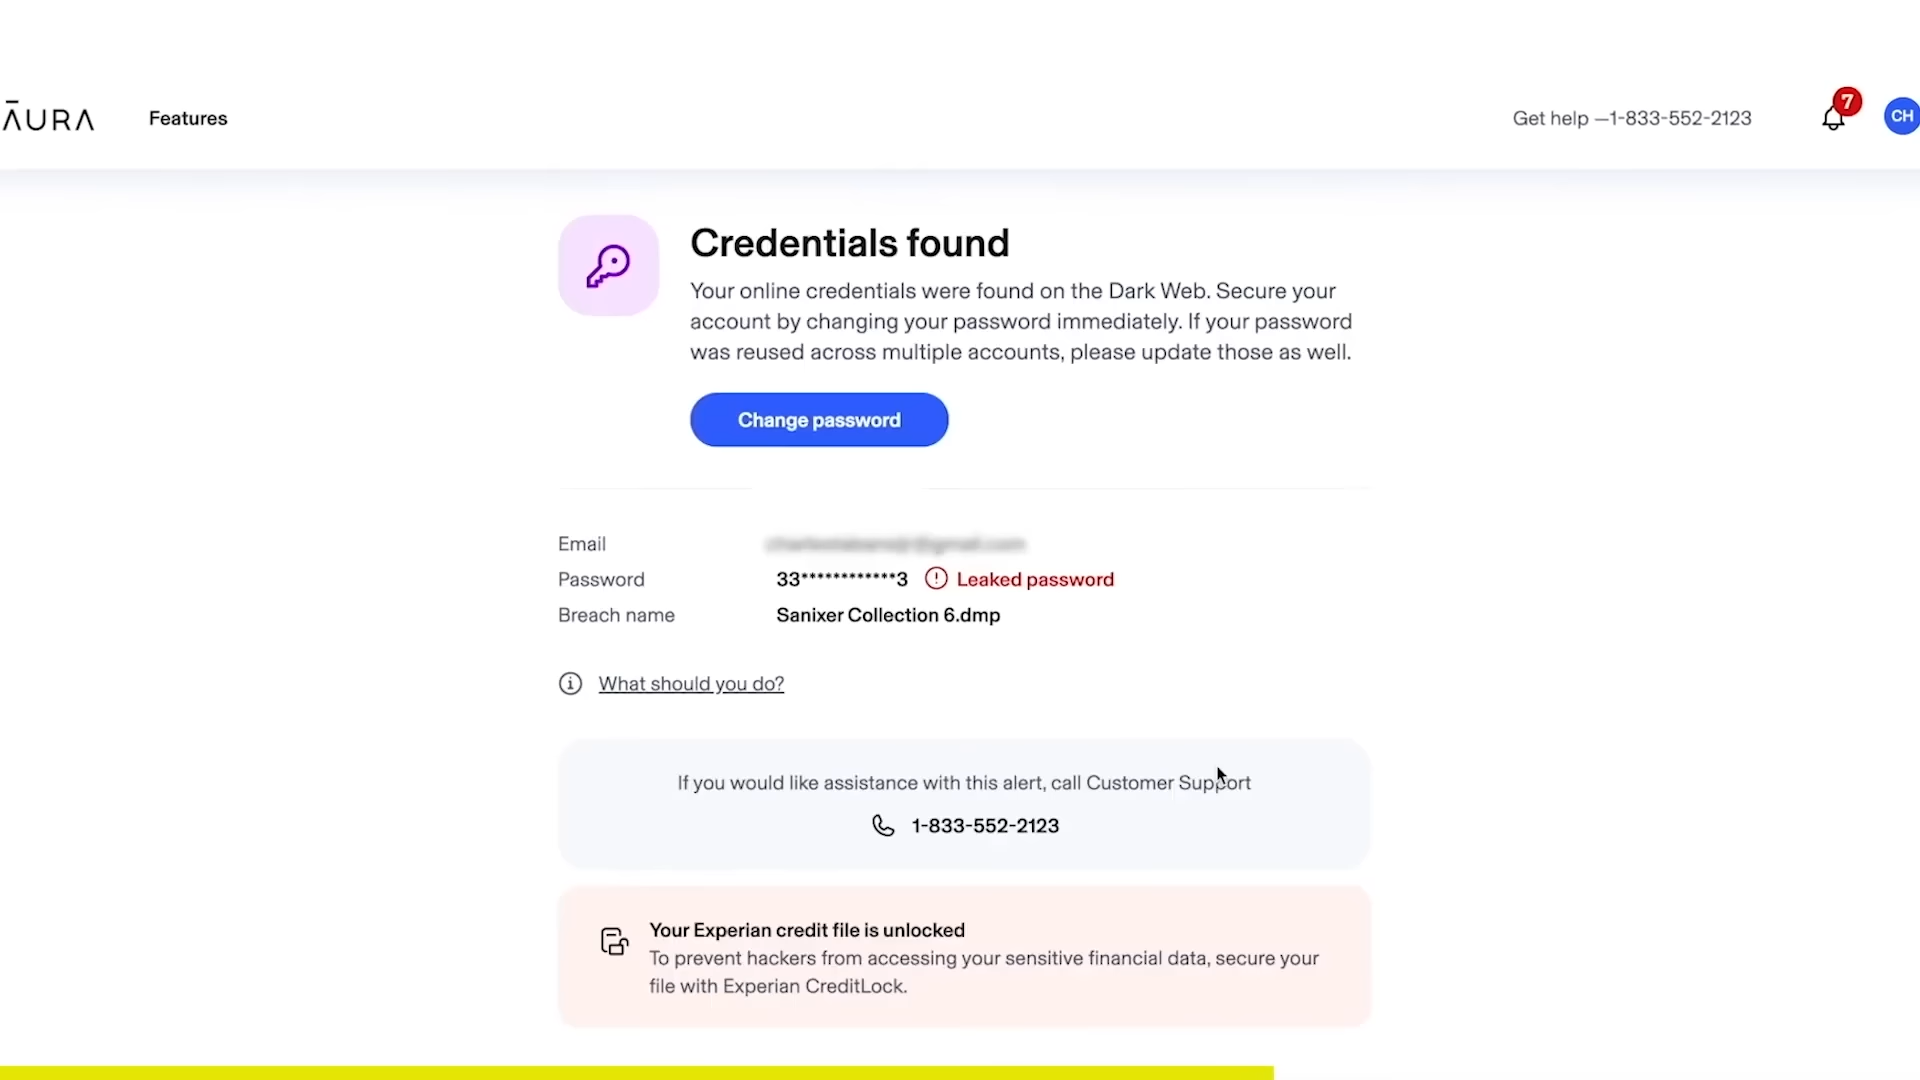 ĀURA
Features
Get help –1-833-552-2123
7
CH
Credentials found
Your online credentials were found on the Dark Web. Secure your
account by changing your password immediately. If your password
was reused across multiple accounts, please update those as well.
Change password
Email
Password 33************3 Leaked password
Breach name Sanixer Collection 6.dmp
What should you do?
If you would like assistance with this alert, call Customer Support
1-833-552-2123
Your Experian credit file is unlocked
To prevent hackers from accessing your sensitive financial data, secure your
file with Experian CreditLock.